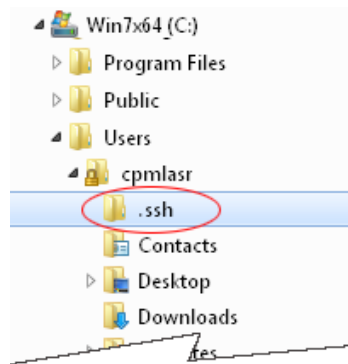 Win7x64 (C:)
Program Files
Public
Users
cpmlasr
.ssh
Contacts
Desktop
Downloads